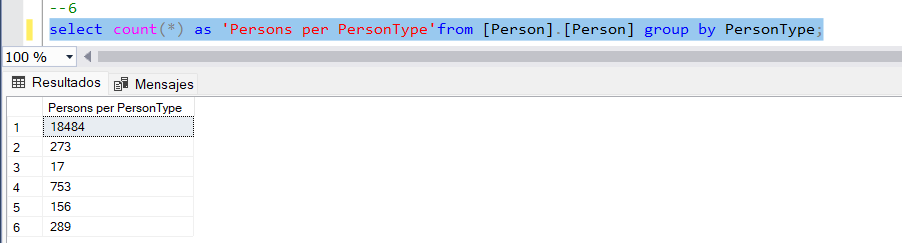 --6
select count(*) as 'Persons per PersonType'from [Person].[Person] group by PersonType;
100 %
Resultados Mensajes
Persons per PersonType
1 18484
2 273
3 17
4 753
5 156
6 289